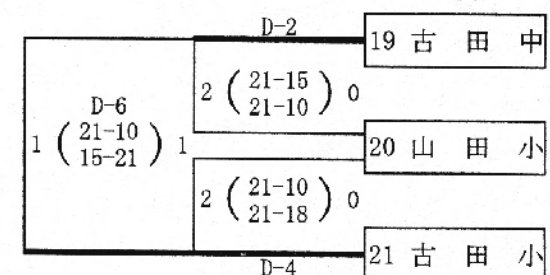 D-2
19 古 田 中
2 ( 21-15 21-10 ) 0
D-6
1 ( 21-10 15-21 ) 1
20 山 田 小
2 ( 21-10 21-18 ) 0
D-4
21 古 田 小